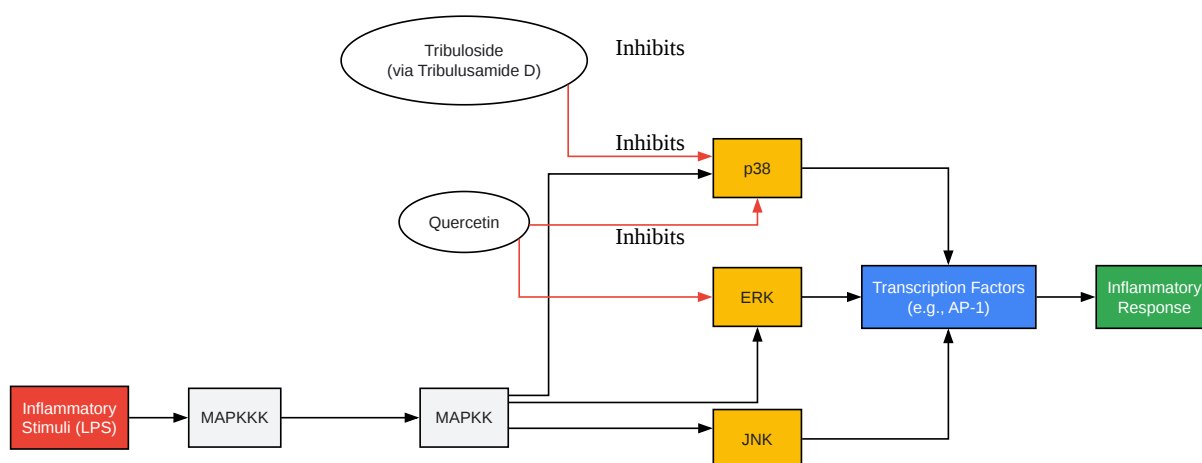 Tribuloside
(via Tribulusamide D)
Inhibits
Inhibits
p38
Quercetin
Inhibits
ERK
Transcription Factors
(e.g., AP-1)
Inflammatory
Response
Inflammatory
Stimuli (LPS)
MAPKKK
MAPKK
JNK